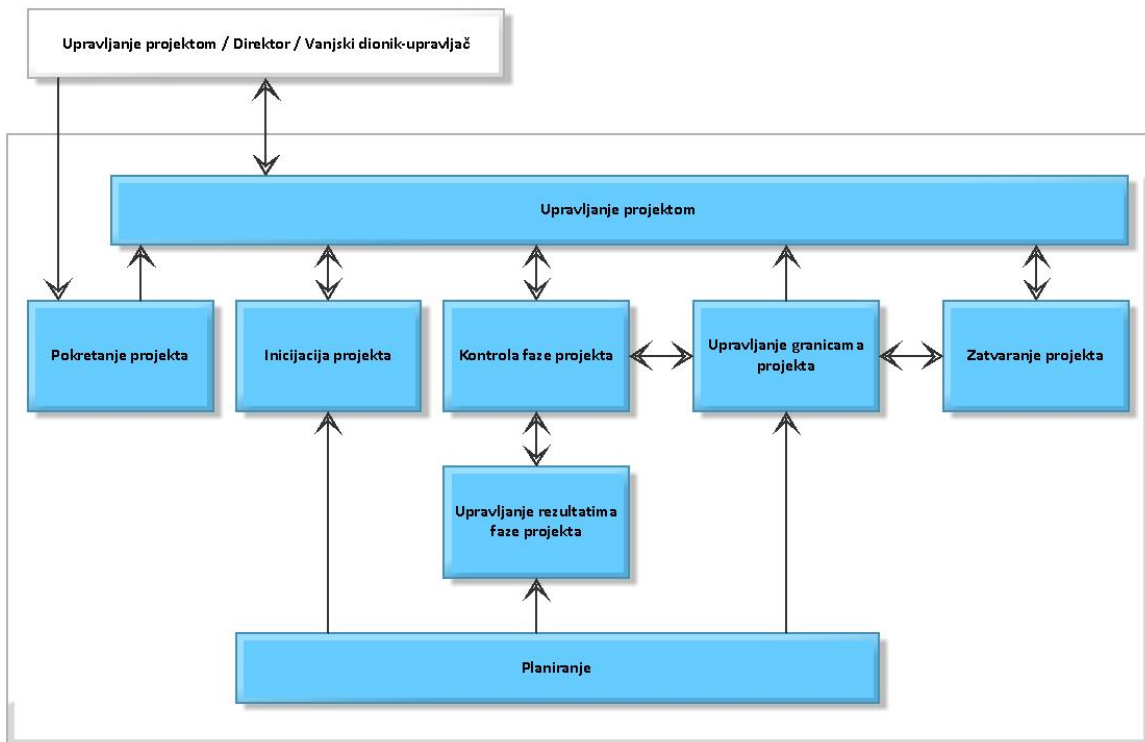 Upravljanje projektom / Direktor / Vanjski dionik-upravljač
Upravljanje projektom
Pokretanje projekta
Inicijacija projekta
Kontrola faze projekta
Upravljanje granicama
projekta
Zatvaranje projekta
Upravljanje rezultatima
faze projekta
Planiranje